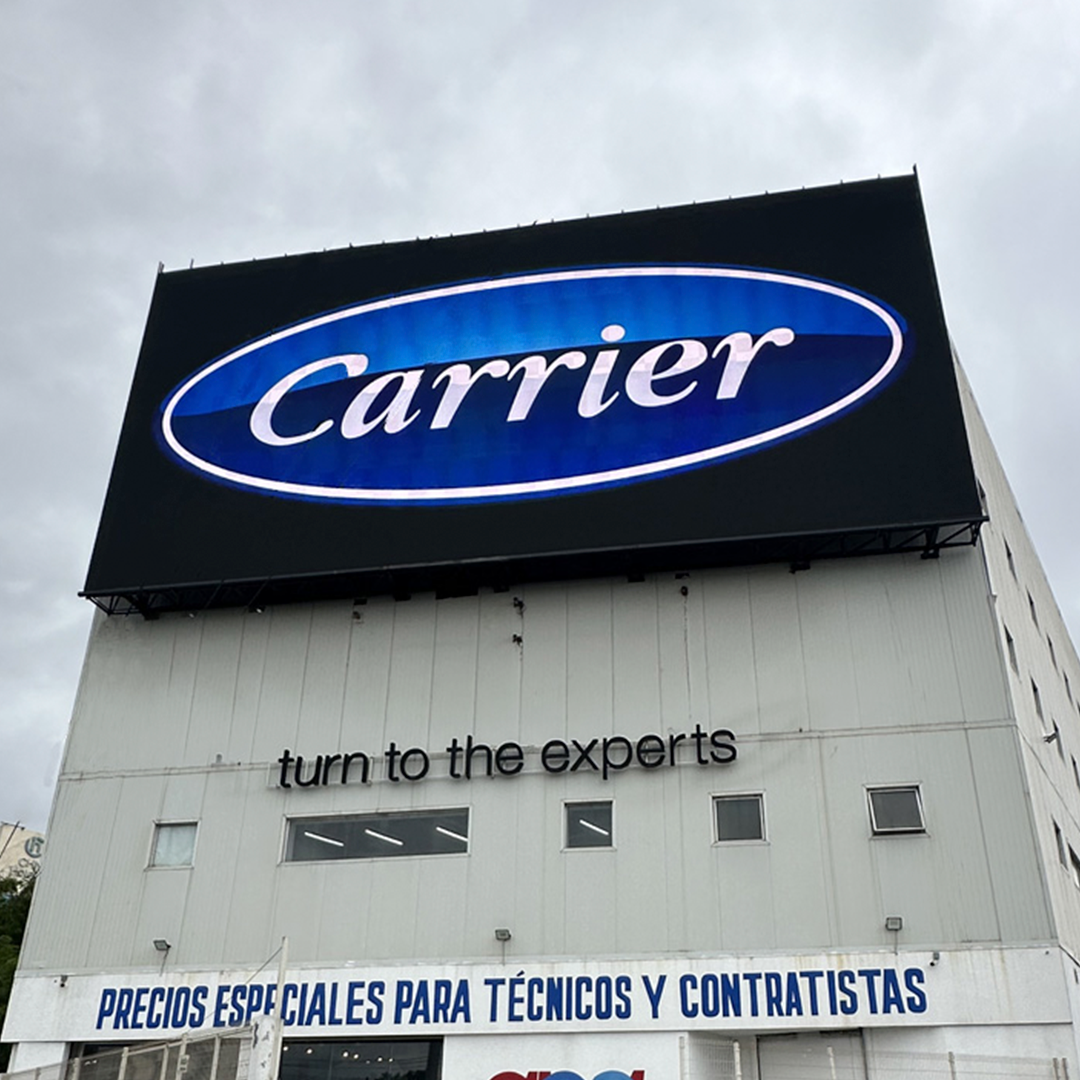 Carrier
turn to the experts
PRECIOS ESPECIALES PARA TÉCNICOS Y CONTRATISTAS